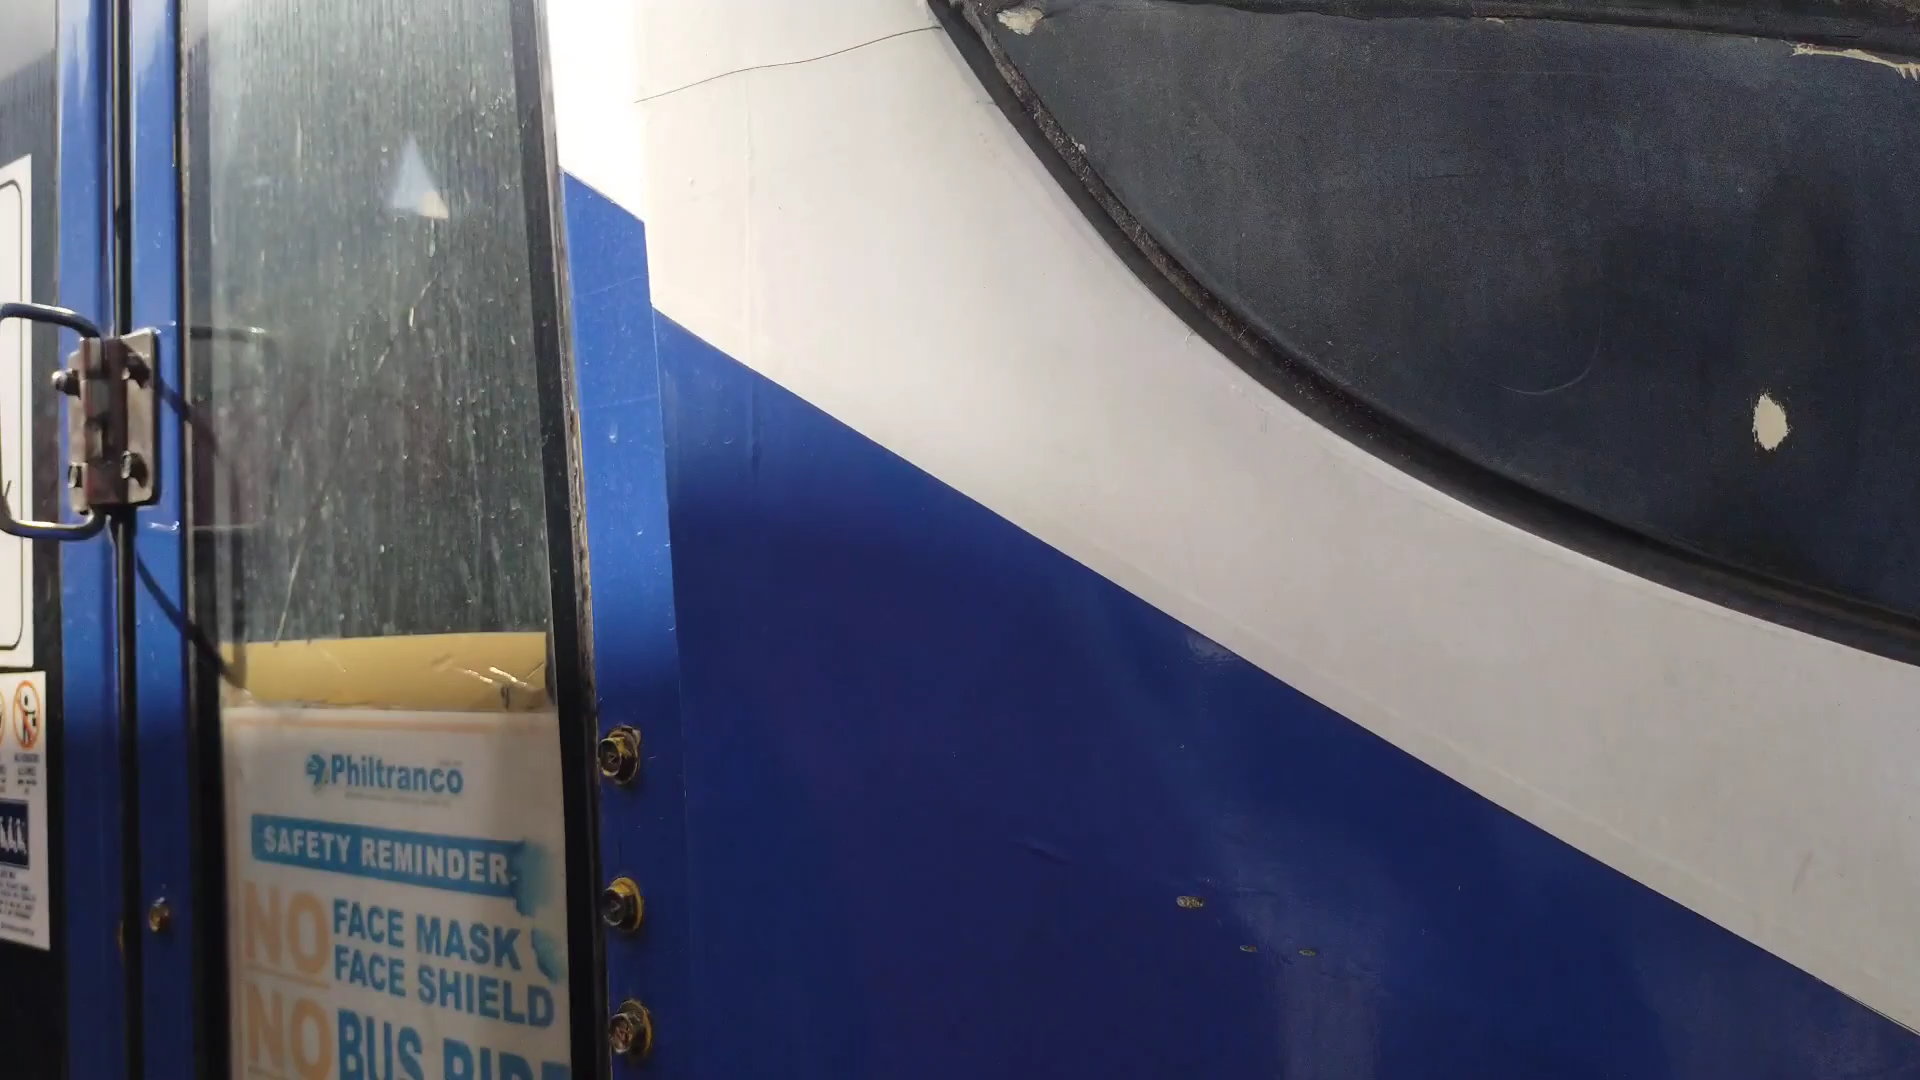 Philtranco
SAFETY REMINDER
NO FACE MASK
FACE SHIELD
NO BUS RIDE